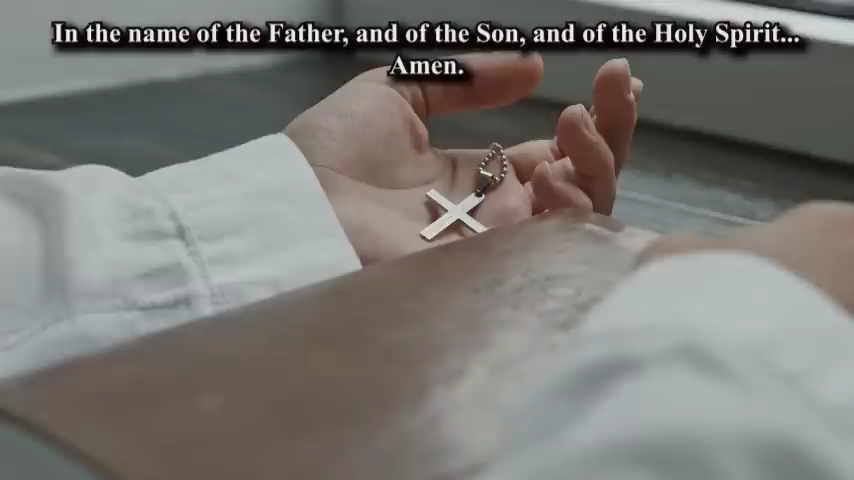 In the name of the Father, and of the Son, and of the Holy Spirit...
Amen.